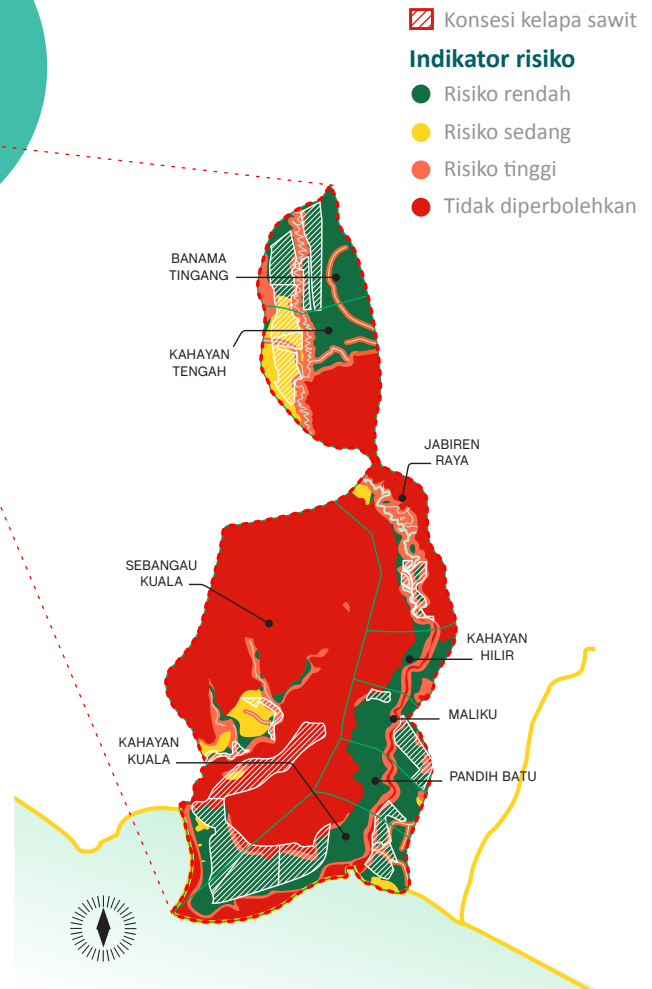 Konsesi kelapa sawit
Indikator risiko
Risiko rendah
Risiko sedang
Risiko tinggi
Tidak diperbolehkan
BANAMA
TINGANG
KAHAYAN
TENGAH
JABIREN
RAYA
SEBANGAU
KUALA
KAHAYAN
HILIR
MALIKU
KAHAYAN
KUALA
PANDIH BATU